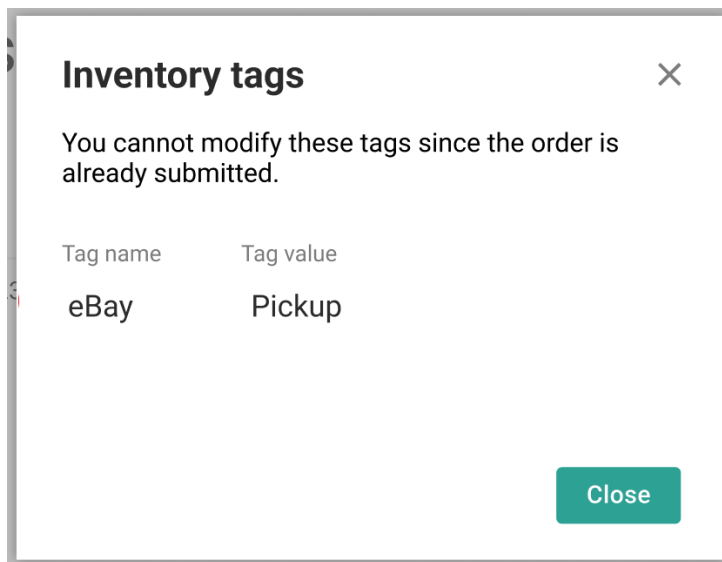 Inventory tags
You cannot modify these tags since the order is
already submitted.
Tag name Tag value
eBay Pickup
Close